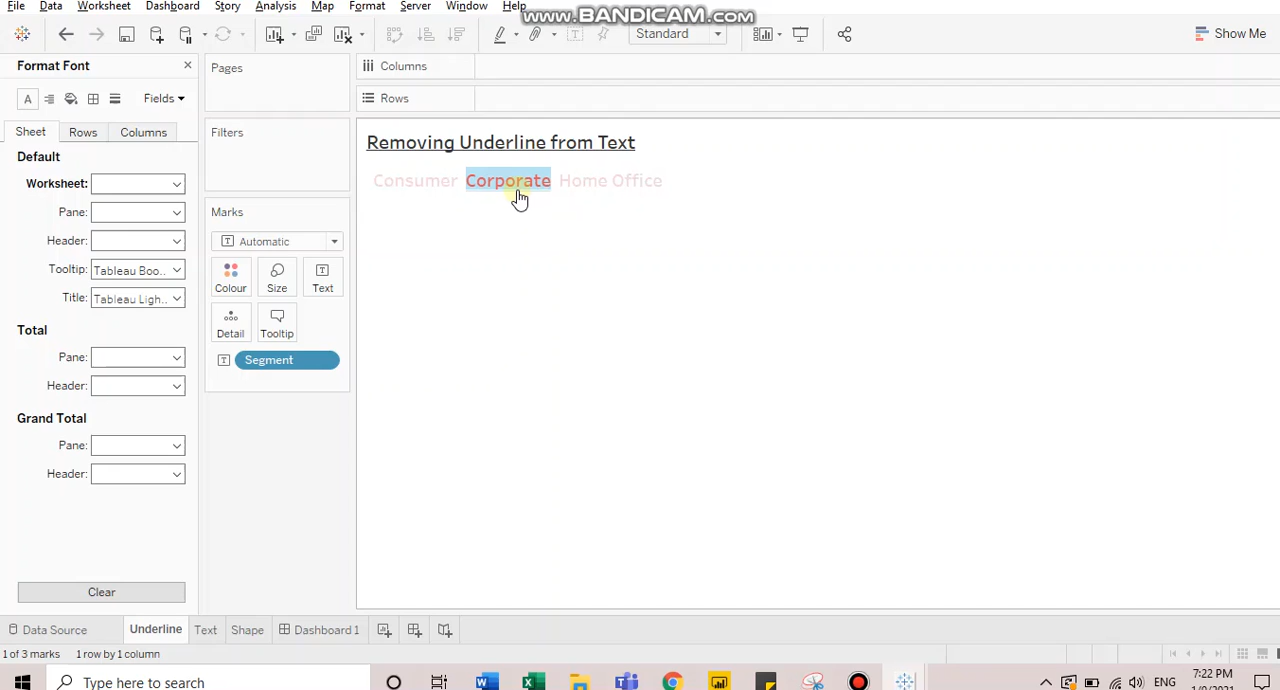 File Data Worksheet Dashboard Story Analysis Map Format Server Window Help
www.BANDICAM.com
Standard
Show Me
Format Font
Pages
Columns
A
Fields
Rows
Sheet Rows Columns
Filters
Removing Underline from Text
Default
Consumer Corporate Home Office
Worksheet:
Pane:
Marks
Header:
T Automatic
Tooltip: Tableau Boo..
Title: Tableau Ligh..
Colour Size Text
Total
Detail Tooltip
Pane:
T Segment
Header:
Grand Total
Pane:
Header:
Clear
Data Source Underline Text Shape Dashboard 1
1 of 3 marks 1 row by 1 column
Type here to search
ENG
7:22 PM